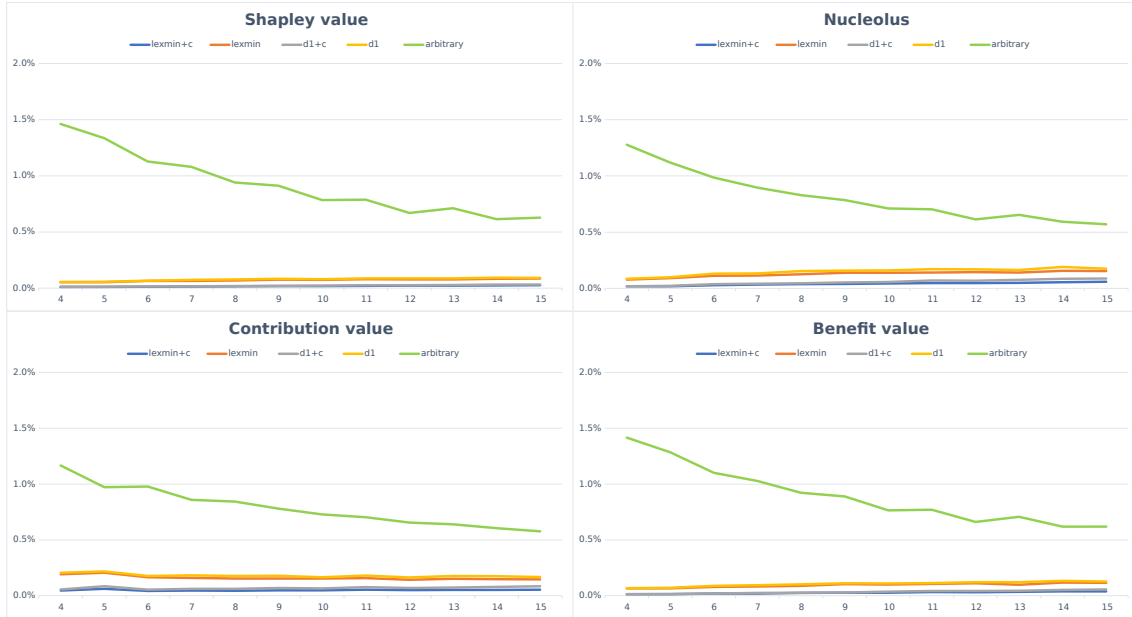 Shapley value
lexmin+c lexmin d1+c d1 arbitrary
2.0%
1.5%
1.0%
0.5%
0.0%
4 5 6 7 8 9 10 11 12 13 14 15
Nucleolus
lexmin+c lexmin d1+c d1 arbitrary
2.0%
1.5%
1.0%
0.5%
0.0%
4 5 6 7 8 9 10 11 12 13 14 15
Contribution value
lexmin+c lexmin d1+c d1 arbitrary
2.0%
1.5%
1.0%
0.5%
0.0%
4 5 6 7 8 9 10 11 12 13 14 15
Benefit value
lexmin+c lexmin d1+c d1 arbitrary
2.0%
1.5%
1.0%
0.5%
0.0%
4 5 6 7 8 9 10 11 12 13 14 15